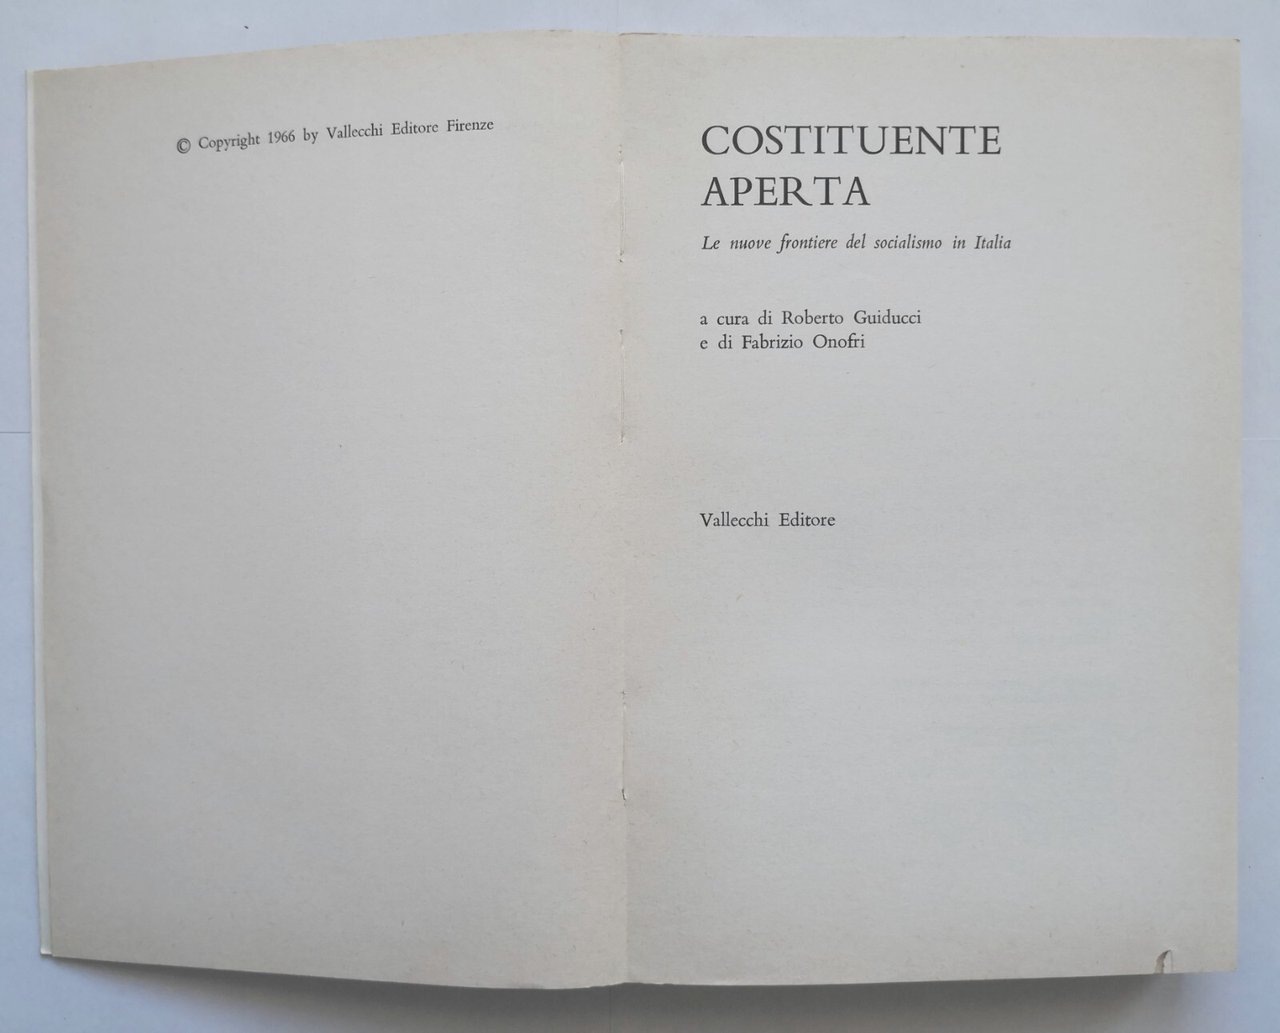 © Copyright 1966 by Vallecchi Editore Firenze
COSTITUENTE
APERTA
Le nuove frontiere del socialismo in Italia
a cura di Roberto Guiducci
e di Fabrizio Onofri
Vallecchi Editore